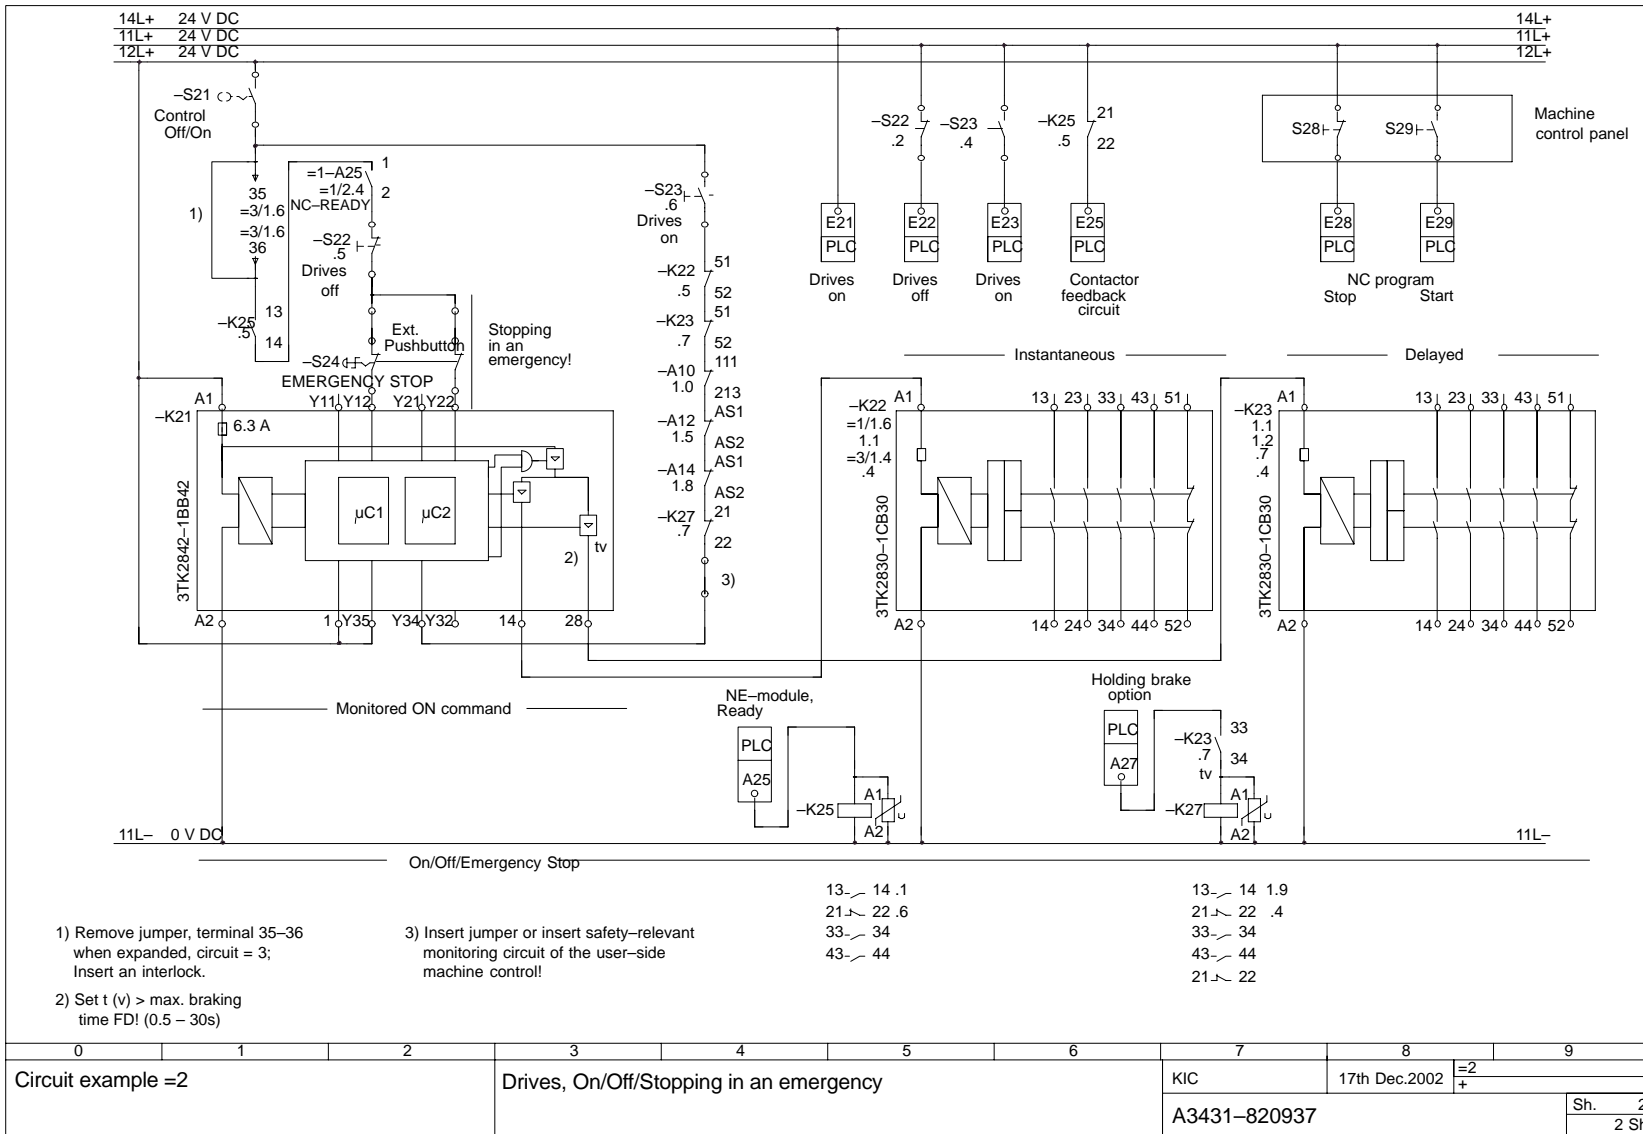 14L+ 24 V DC 14L+
11L+ 24 V DC 11L+
12L+ 24 V DC 12L+
–S21
Control
Off/On
1)
35
=3/1.6
=3/1.6
36
–K25
.5
13
14
=1–A25
=1/2.4
NC–READY
1
2
–S22
.5
Drives
off
Ext.
Pushbutton
–S24
EMERGENCY STOP
Stopping
in an
emergency!
–S23
.6
Drives
on
–K22
.5
51
52
–K23
.7
51
52
–A10
1.0
111
213
–A12
1.5
AS1
AS2
–A14
1.8
AS1
AS2
–K27
.7
21
22
3)
–S22
.2
–S23
.4
–K25
.5
21
22
S28
S29
Machine
control panel
E21
PLC
E22
PLC
E23
PLC
E25
PLC
E28
PLC
E29
PLC
Drives
on
Drives
off
Drives
on
Contactor
feedback
circuit
NC program
Stop Start
Instantaneous
Delayed
–K21
A1 Y11 Y12 Y21 Y22
6.3 A
3TK2842–1BB42
µC1
µC2
2)
tv
A2 1 Y35 Y34 Y32 14 28
Monitored ON command
–K22
=1/1.6
1.1
=3/1.4
.4
A1 13 23 33 43 51
3TK2830–1CB30
A2 14 24 34 44 52
–K23
1.1
1.2
.7
.4
A1 13 23 33 43 51
3TK2830–1CB30
A2 14 24 34 44 52
NE–module,
Ready
PLC
A25
–K25
A1
A2
Holding brake
option
PLC
A27
–K23
.7
tv
33
34
–K27
A1
A2
11L– 0 V DC 11L–
On/Off/Emergency Stop
13 14 .1
21 22 .6
33 34
43 44
13 14 1.9
21 22 .4
33 34
43 44
21 22
1) Remove jumper, terminal 35–36
when expanded, circuit = 3;
Insert an interlock.
2) Set t (v) > max. braking
time FD! (0.5 – 30s)
3) Insert jumper or insert safety–relevant
monitoring circuit of the user–side
machine control!
0 1 2 3 4 5 6 7 8 9
Circuit example =2
Drives, On/Off/Stopping in an emergency
KIC
17th Dec.2002
=2
+
A3431–820937
Sh. 2
2 Sh